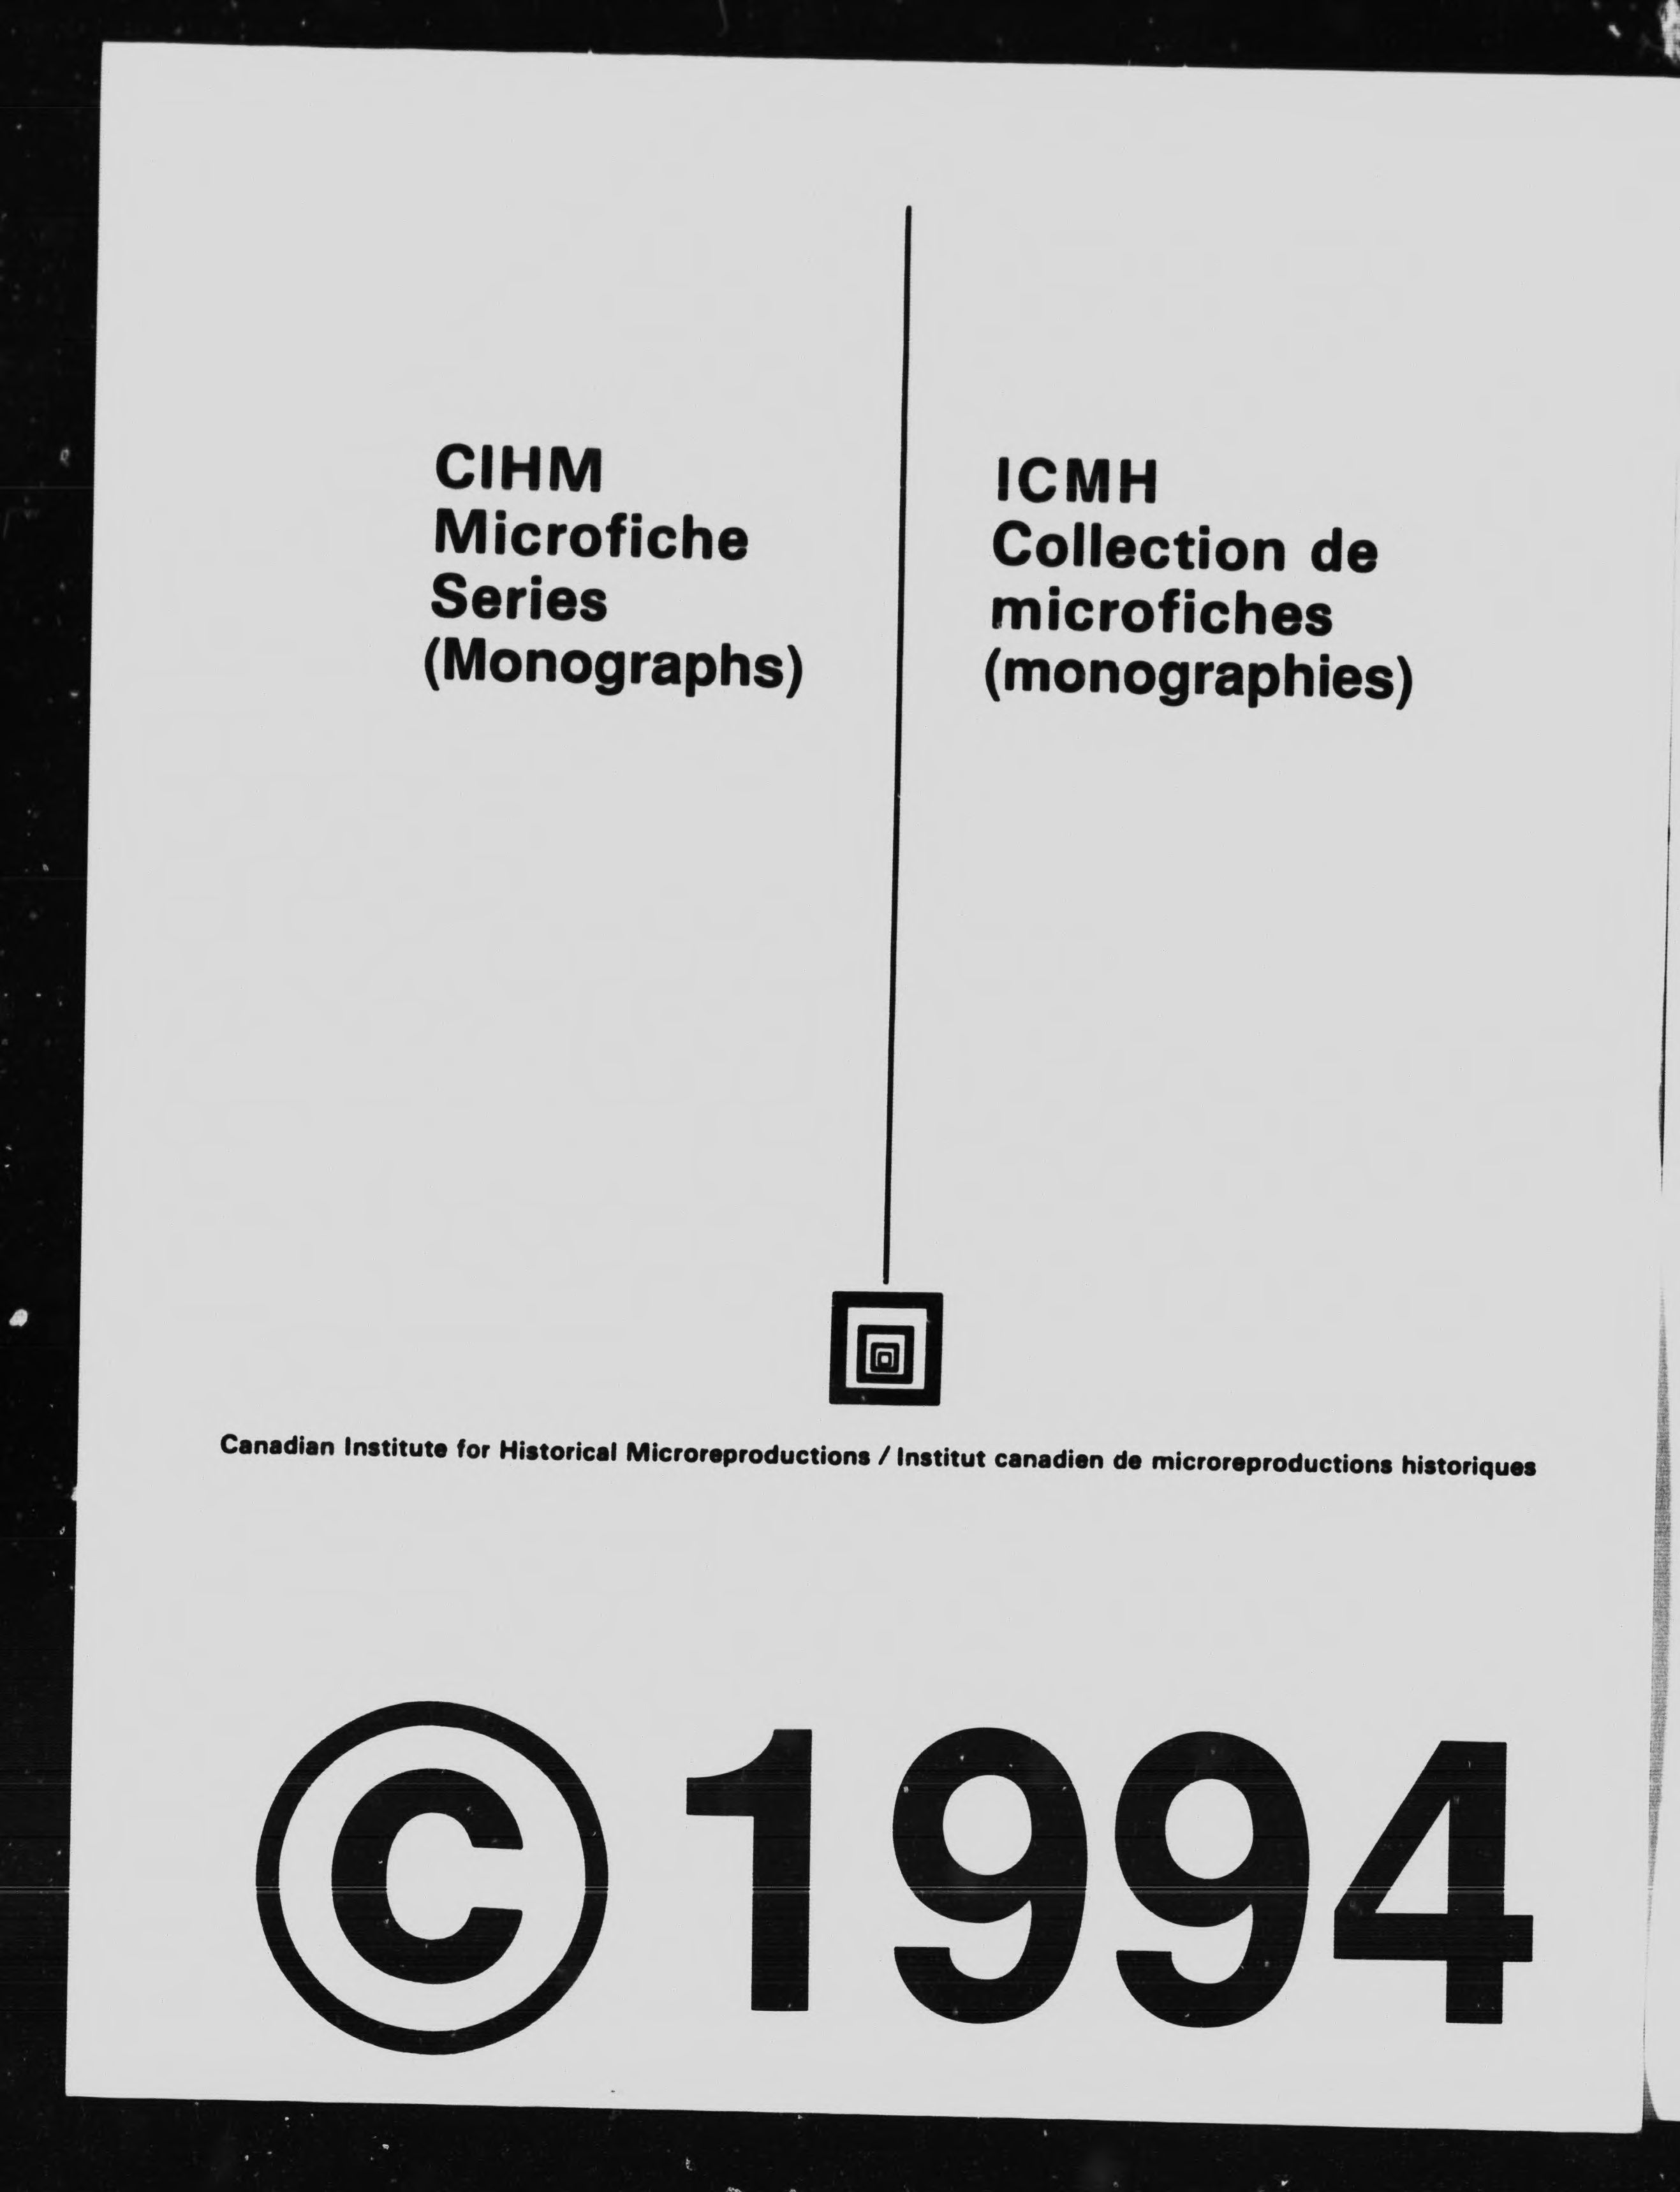 CIHM
Microfiche
Series
(Monographs)
ICMH
Collection de
microfiches
(monographies)
Canadian Institute for Historical Microreproductions / Institut canadien de microreproductions historiques
© 1994